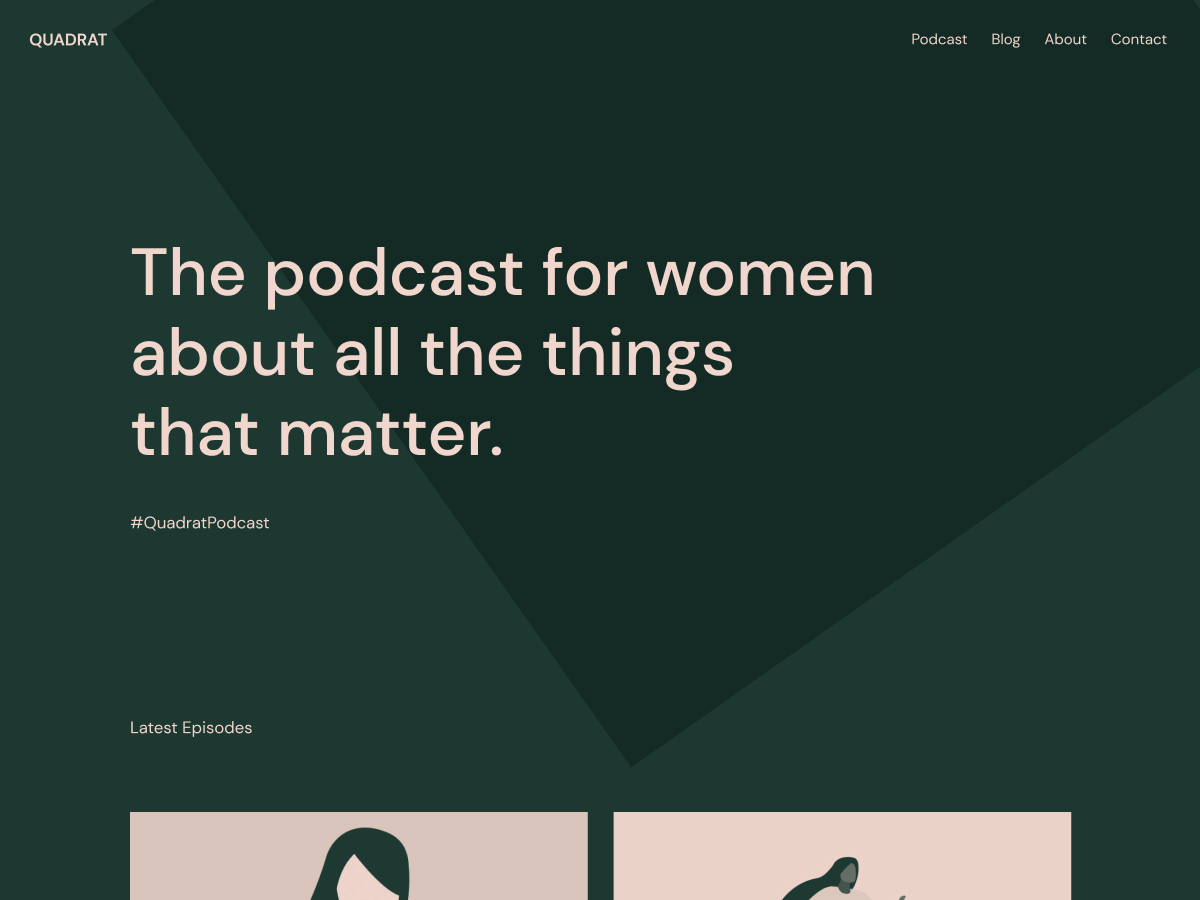 QUADRAT
Podcast Blog About Contact
The podcast for women
about all the things
that matter.
#QuadratPodcast
Latest Episodes